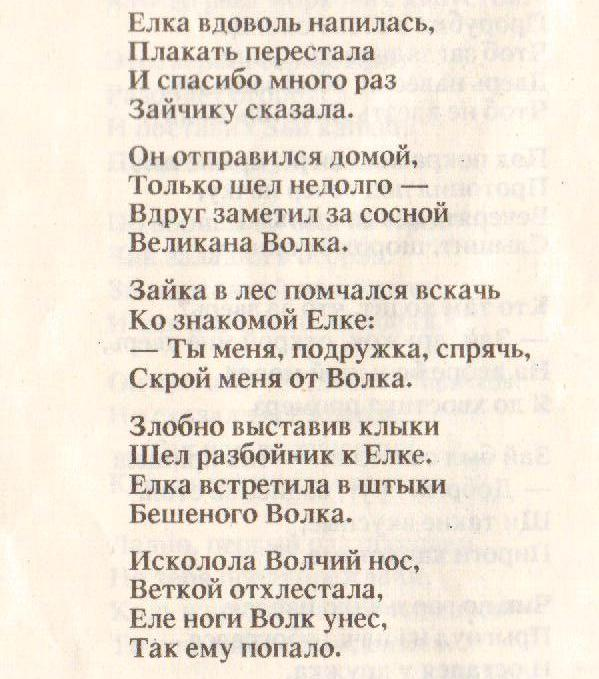 Елка вдоволь напилась,
Плакать перестала
И спасибо много раз
Зайчику сказала.
Он отправился домой,
Только шел недолго —
Вдруг заметил за сосной
Великана Волка.
Зайка в лес помчался вскачь
Ко знакомой Елке:
— Ты меня, подружка, спрячь,
Скрой меня от Волка.
Злобно выставив клыки
Шел разбойник к Елке.
Елка встретила в штыки
Бешеного Волка.
Исколола Волчий нос,
Веткой отхлестала,
Еле ноги Волк унес,
Так ему попало.